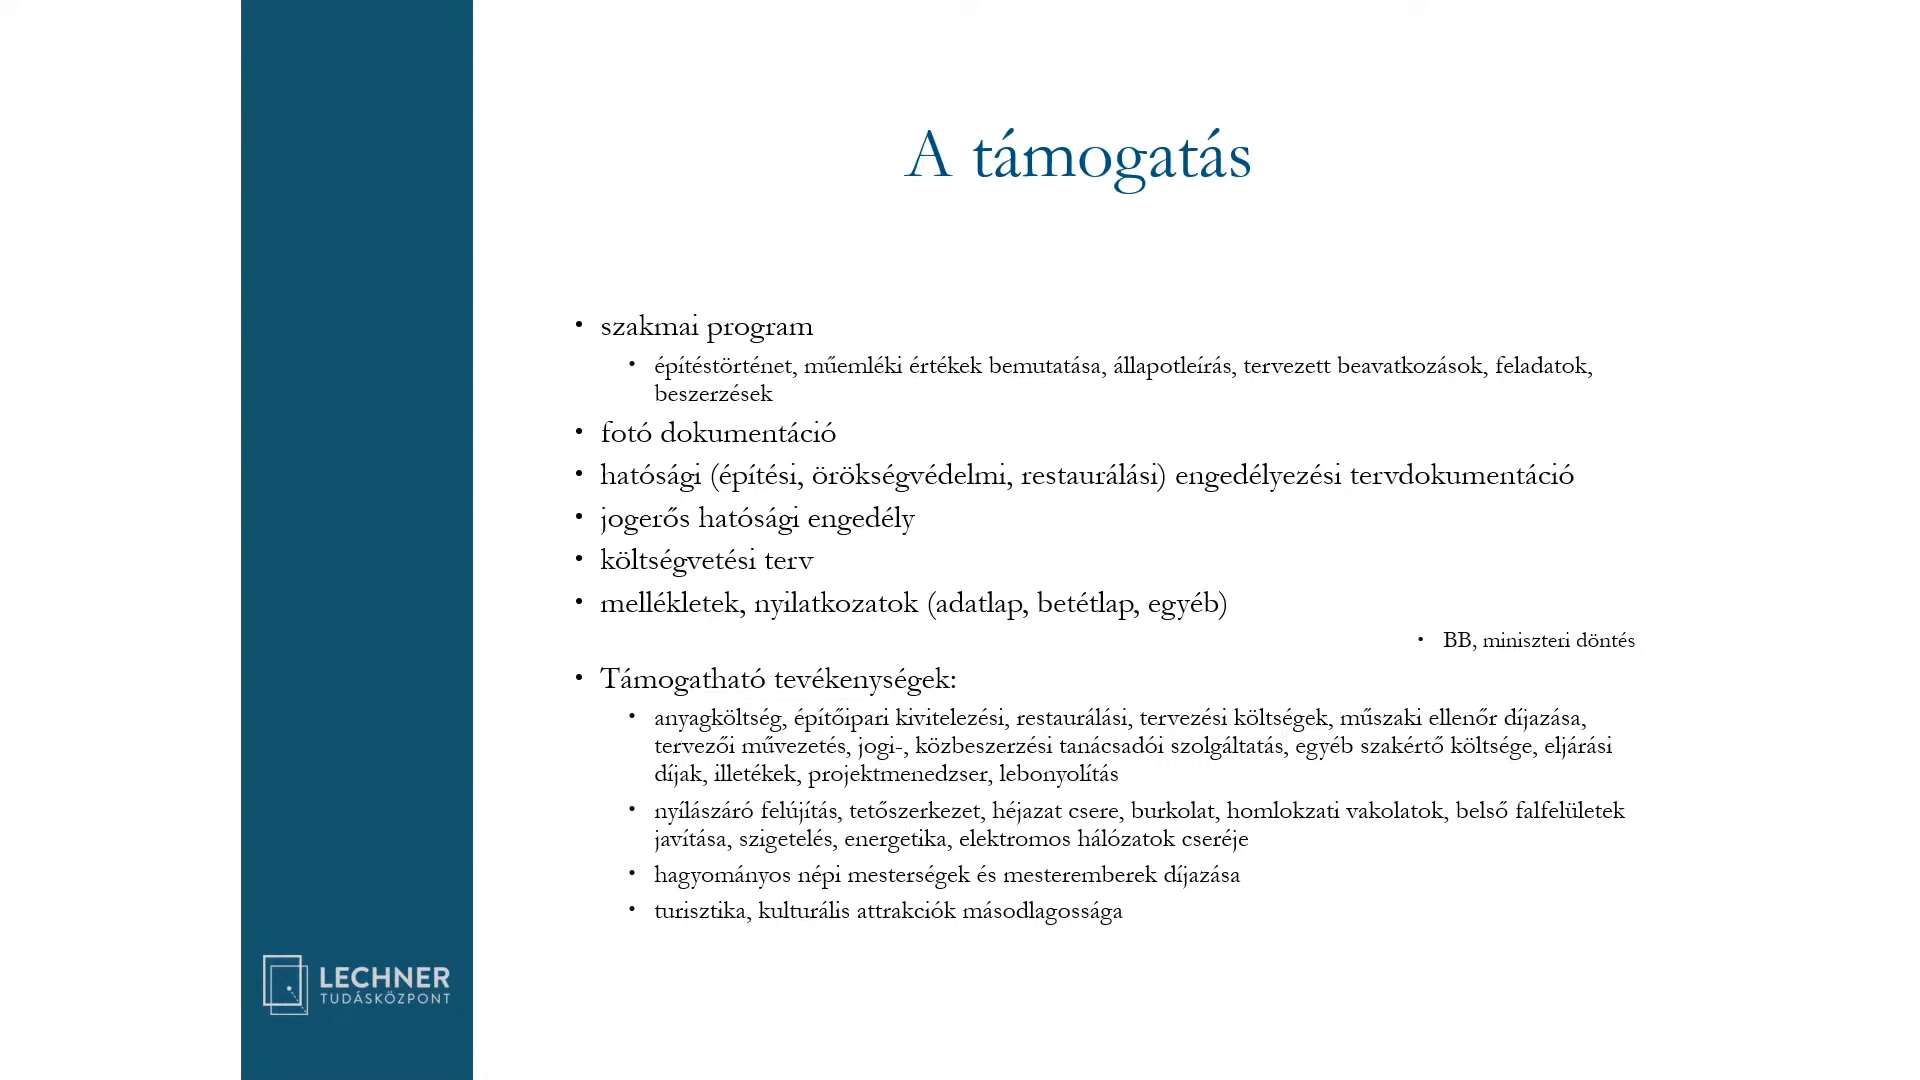 A támogatás
• szakmai program
• építéstörténet, műemléki értékek bemutatása, állapotleírás, tervezett beavatkozások, feladatok,
beszerzések
• fotó dokumentáció
• hatósági (építési, örökségvédelmi, restaurálási) engedélyezési tervdokumentáció
• jogerős hatósági engedély
• költségvetési terv
• mellékletek, nyilatkozatok (adatlap, betétlap, egyéb)
• BB, miniszteri döntés
• Támogatható tevékenységek:
• anyagköltség, építőipari kivitelezési, restaurálási, tervezési költségek, műszaki ellenőr díjazása,
tervezői művezetés, jogi-, közbeszerzési tanácsadói szolgáltatás, egyéb szakértő költsége, eljárási
díjak, illetékek, projektmenedzser, lebonyolítás
• nyílászáró felújítás, tetőszerkezet, héjazat csere, burkolat, homlokzati vakolatok, belső falfelületek
javítása, szigetelés, energetika, elektromos hálózatok cseréje
• hagyományos népi mesterségek és mesteremberek díjazása
• turisztika, kulturális attrakciók másodlagossága
LECHNER
TUDÁSKÖZPONT